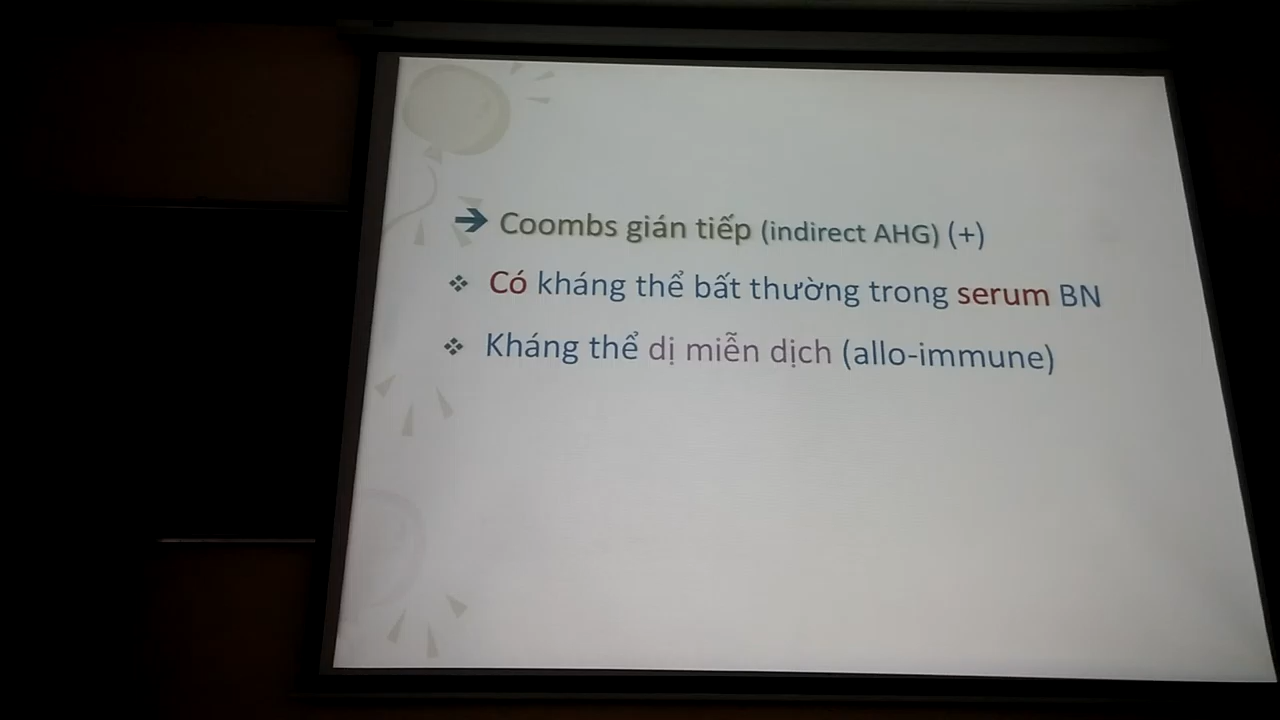 ➔ Coombs gián tiếp (indirect AHG) (+)
❖ Có kháng thể bất thường trong serum BN
❖ Kháng thể dị miễn dịch (allo-immune)